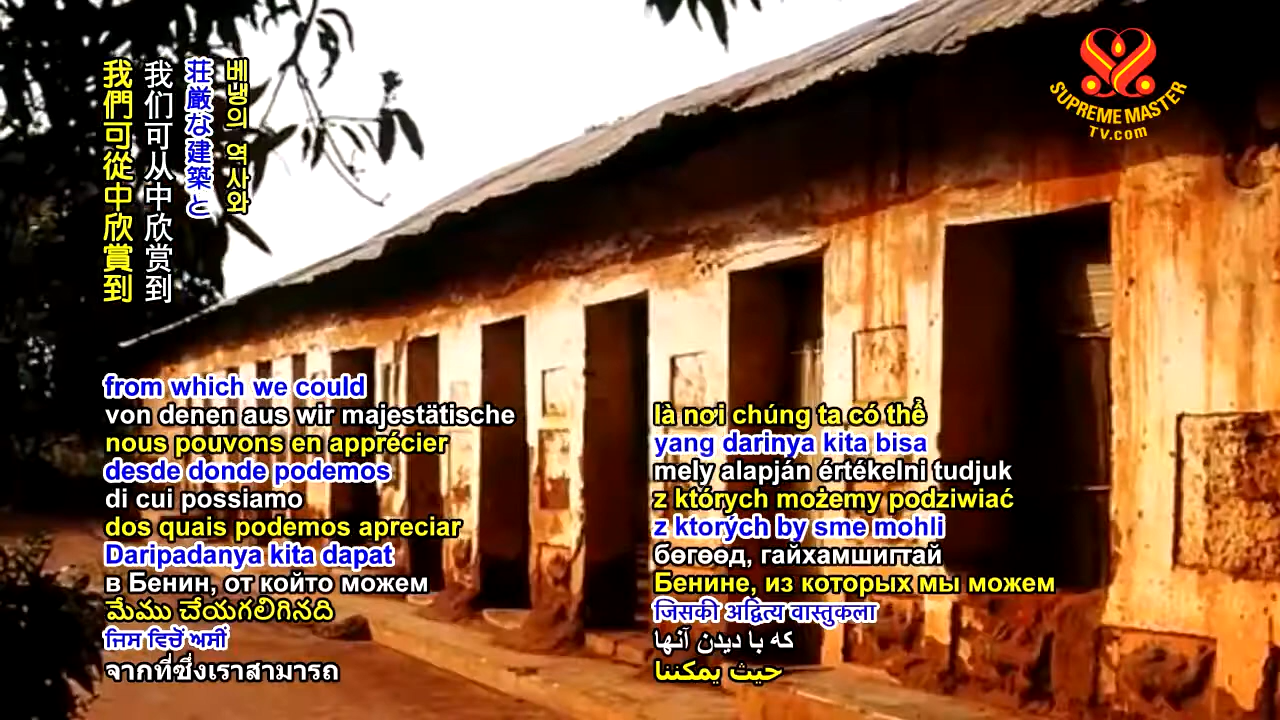 我們可從中欣賞到
我们可从中欣赏到
荘厳な建築と
베냉의 역사와
SUPREME MASTER
TV.com
from which we could
von denen aus wir majestätische
nous pouvons en apprécier
desde donde podemos
di cui possiamo
dos quais podemos apreciar
Daripadanya kita dapat
в Бенин, от който можем
మేము చేయగలిగినది
ਜਿਸ ਵਿਚੋਂ ਅਸੀਂ
จากที่ซึ่งเราสามารถ
là nơi chúng ta có thể
yang darinya kita bisa
mely alapján értékelni tudjuk
z których możemy podziwiać
z ktorých by sme mohli
бөгөөд, гайхамшигтай
Бенине, из которых мы можем
जिसकी अद्वित्य वास्तुकला
که با دیدن آنها
حيث يمكننا